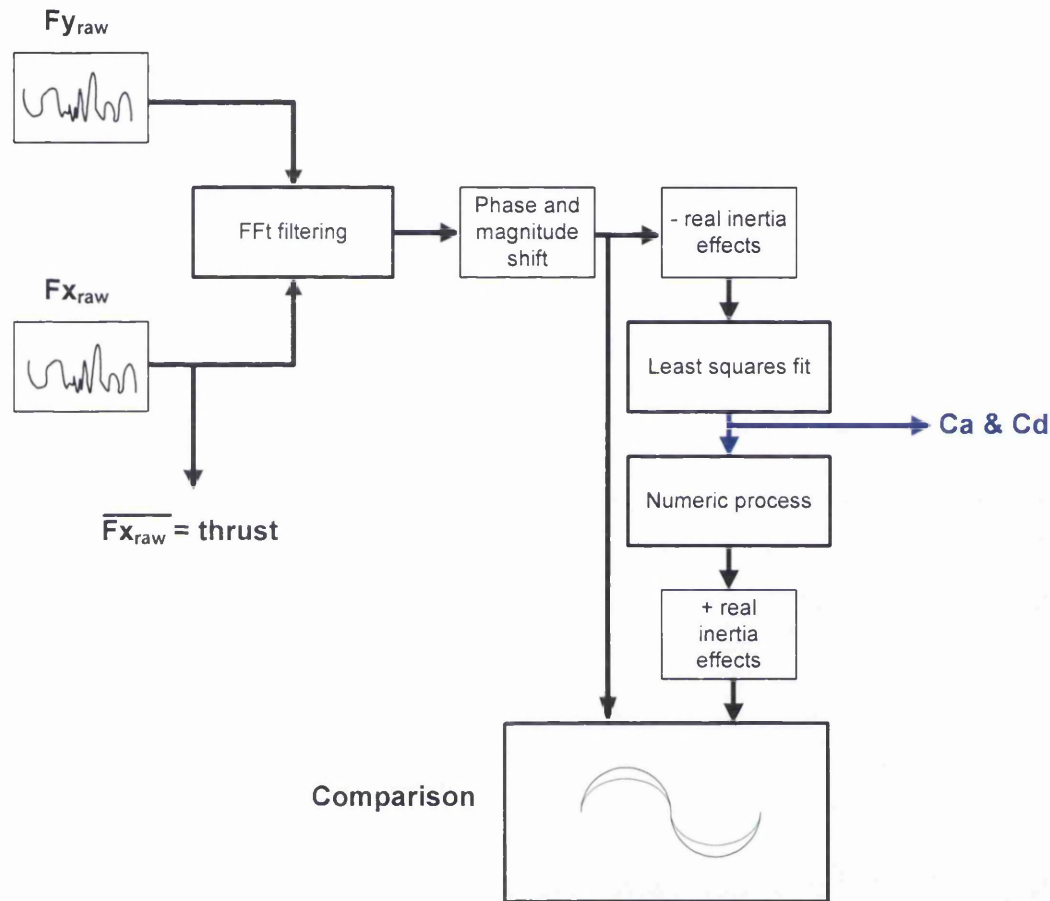 Fyraw
FFt filtering
Phase and
magnitude
shift
- real inertia
effects
Fxraw
Least squares fit
Ca & Cd
Numeric process
Fxraw = thrust
+ real
inertia
effects
Comparison